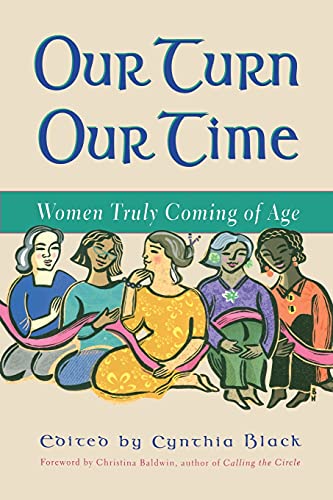 Our Turn
Our Time
Women Truly Coming of Age
Edited by Cynthia Black
Foreword by Christina Baldwin, author of Calling the Circle